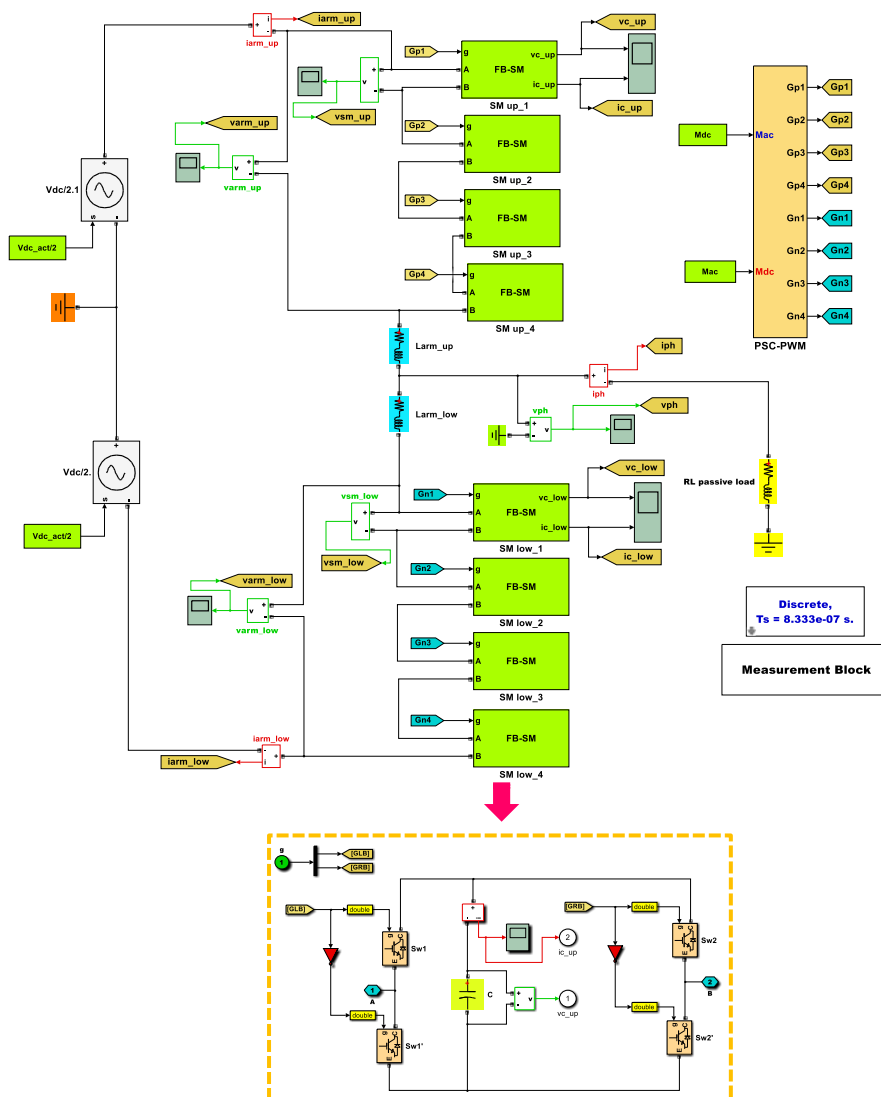 i
+
-
iarm_up
iarm_up
Gp1
g
A
B
FB-SM
vc_up
ic_up
SM up_1
vc_up
ic_up
+
-
v
vsm_up
varm_up
v
+
-
varm_up
Gp2
g
A
B
FB-SM
SM up_2
Gp3
g
A
B
FB-SM
SM up_3
Gp4
g
A
B
FB-SM
SM up_4
Vdc/2.1
+
s
-
Vdc_act/2
Mdc
Mac
Mac
Mdc
Gp1
Gp2
Gp3
Gp4
Gn1
Gn2
Gn3
Gn4
Gp1
Gp2
Gp3
Gp4
Gn1
Gn2
Gn3
Gn4
PSC-PWM
Larm_up
Larm_low
+
i
-
iph
iph
vph
+
-
v
vph
RL passive load
Vdc/2.
+
s
-
Vdc_act/2
vsm_low
v
+
-
vsm_low
Gn1
g
A
B
FB-SM
vc_low
ic_low
SM low_1
vc_low
ic_low
varm_low
v
+
-
varm_low
Gn2
g
A
B
FB-SM
SM low_2
Gn3
g
A
B
FB-SM
SM low_3
Gn4
g
A
B
FB-SM
SM low_4
iarm_low
-
i
+
iarm_low
Discrete,
Ts = 8.333e-07 s.
Measurement Block
g
1
[GLB]
[GRB]
[GLB]
double
g
C
E
Sw1
1
A
double
g
C
E
Sw1'
+
i
-
2
ic_up
+
C
+
-
v
1
vc_up
[GRB]
double
g
C
E
Sw2
2
B
double
g
C
E
Sw2'